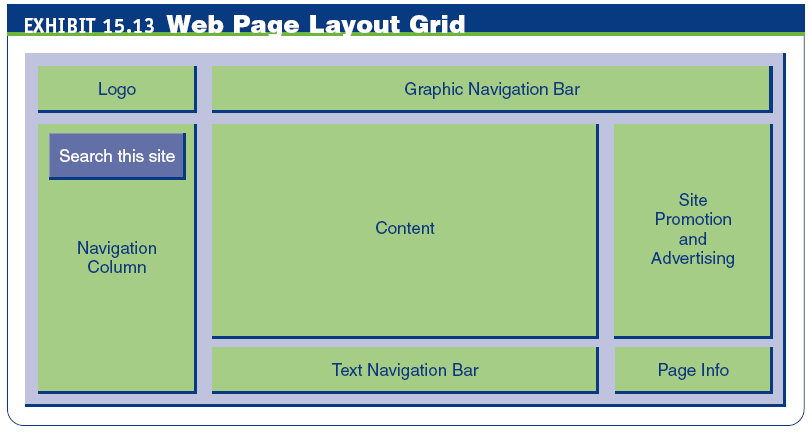 EXHIBIT 15.13 Web Page Layout Grid
Logo
Graphic Navigation Bar
Search this site
Navigation
Column
Content
Site
Promotion
and
Advertising
Text Navigation Bar
Page Info